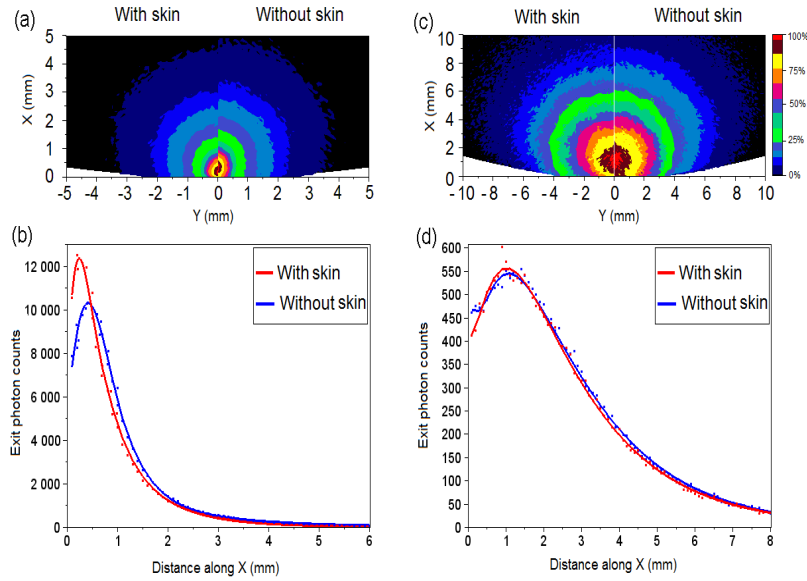 (a) With skin Without skin
5
4
3
2
1
0
X (mm)
-5 -4 -3 -2 -1 0 1 2 3 4 5
Y (mm)
(c) With skin Without skin
10
8
6
4
2
0
X (mm)
-10 -8 -6 -4 -2 0 2 4 6 8 10
Y (mm)
100%
75%
50%
25%
0%
(b)
12 000
10 000
8 000
6 000
4 000
2 000
0
Exit photon counts
With skin
Without skin
0 1 2 3 4 5 6
Distance along X (mm)
(d)
600
550
500
450
400
350
300
250
200
150
100
50
0
Exit photon counts
With skin
Without skin
0 1 2 3 4 5 6 7 8
Distance along X (mm)